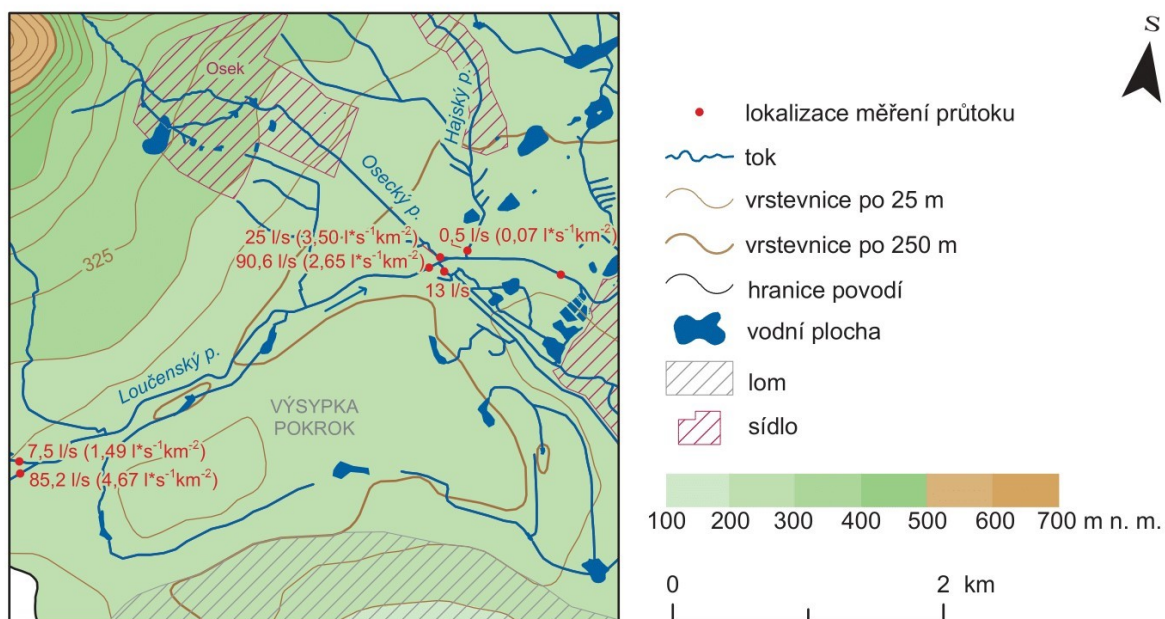 Osek
Hájský p.
Osecký p.
25 l/s (3,50 l*s⁻¹km⁻²)
0,5 l/s (0,07 l*s⁻¹km⁻²)
90,6 l/s (2,65 l*s⁻¹km⁻²)
13 l/s
325
Loučenský p.
VÝSYPKA
POKROK
7,5 l/s (1,49 l*s⁻¹km⁻²)
85,2 l/s (4,67 l*s⁻¹km⁻²)
S
lokalizace měření průtoku
tok
vrstevnice po 25 m
vrstevnice po 250 m
hranice povodí
vodní plocha
lom
sídlo
100 200 300 400 500 600 700 m n. m.
0 2 km